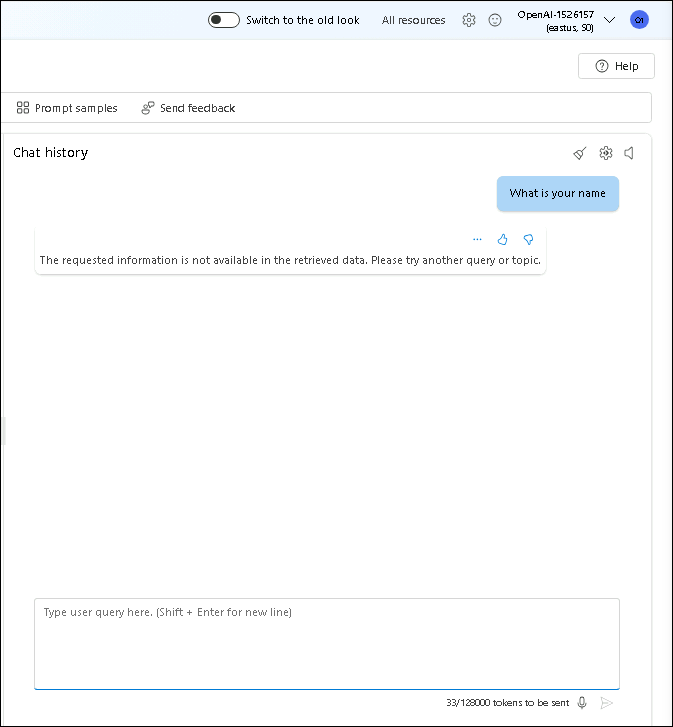 Switch to the old look
All resources
OpenAI-1526157
(eastus, S0)
Help
Prompt samples
Send feedback
Chat history
What is your name
The requested information is not available in the retrieved data. Please try another query or topic.
Type user query here. (Shift + Enter for new line)
33/128000 tokens to be sent